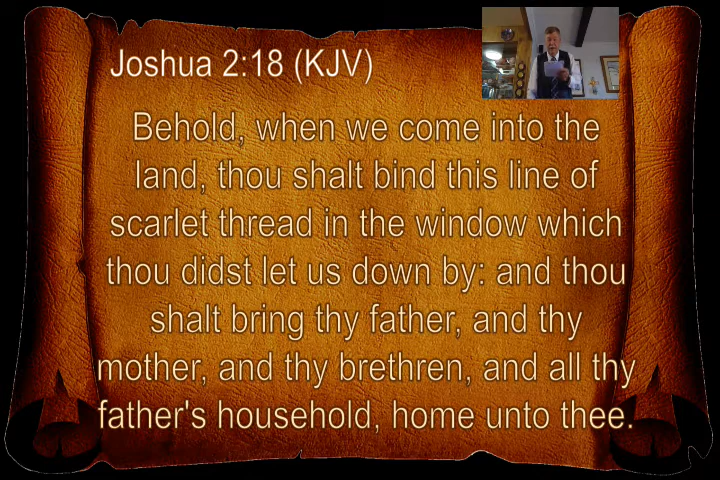 Joshua 2:18 (KJV)
Behold, when we come into the
land, thou shalt bind this line of
scarlet thread in the window which
thou didst let us down by: and thou
shalt bring thy father, and thy
mother, and thy brethren, and all thy
father's household, home unto thee.